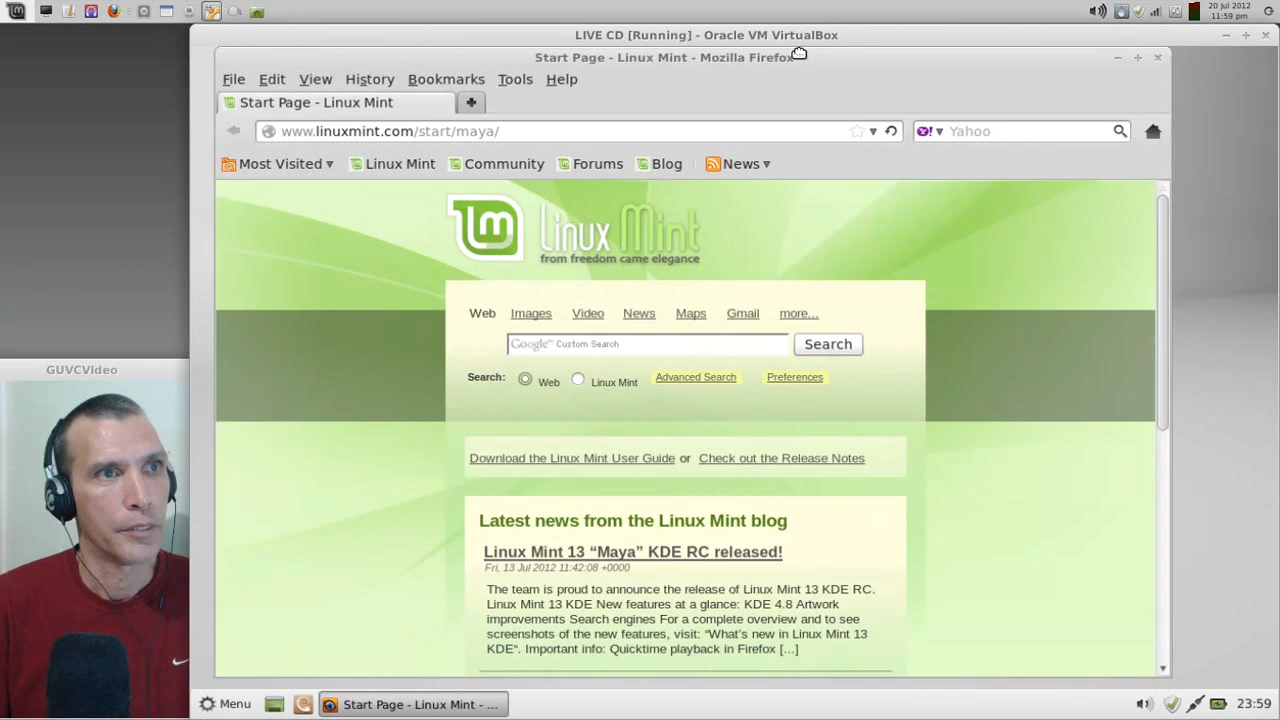 20 Jul 2012
11:59 pm
LIVE CD [Running] - Oracle VM VirtualBox
Start Page - Linux Mint - Mozilla Firefox
File Edit View History Bookmarks Tools Help
Start Page - Linux Mint
www.linuxmint.com/start/maya/
Y! Yahoo
Most Visited Linux Mint Community Forums Blog News
Linux Mint
from freedom came elegance
Web Images Video News Maps Gmail more...
Google™ Custom Search Search
Search: Web Linux Mint Advanced Search Preferences
GUVCVideo
Download the Linux Mint User Guide or Check out the Release Notes
Latest news from the Linux Mint blog
Linux Mint 13 “Maya” KDE RC released!
Fri, 13 Jul 2012 11:42:08 +0000
The team is proud to announce the release of Linux Mint 13 KDE RC.
Linux Mint 13 KDE New features at a glance: KDE 4.8 Artwork
improvements Search engines For a complete overview and to see
screenshots of the new features, visit: “What’s new in Linux Mint 13
KDE“. Important info: Quicktime playback in Firefox [...]
Menu Start Page - Linux Mint - ... 23:59